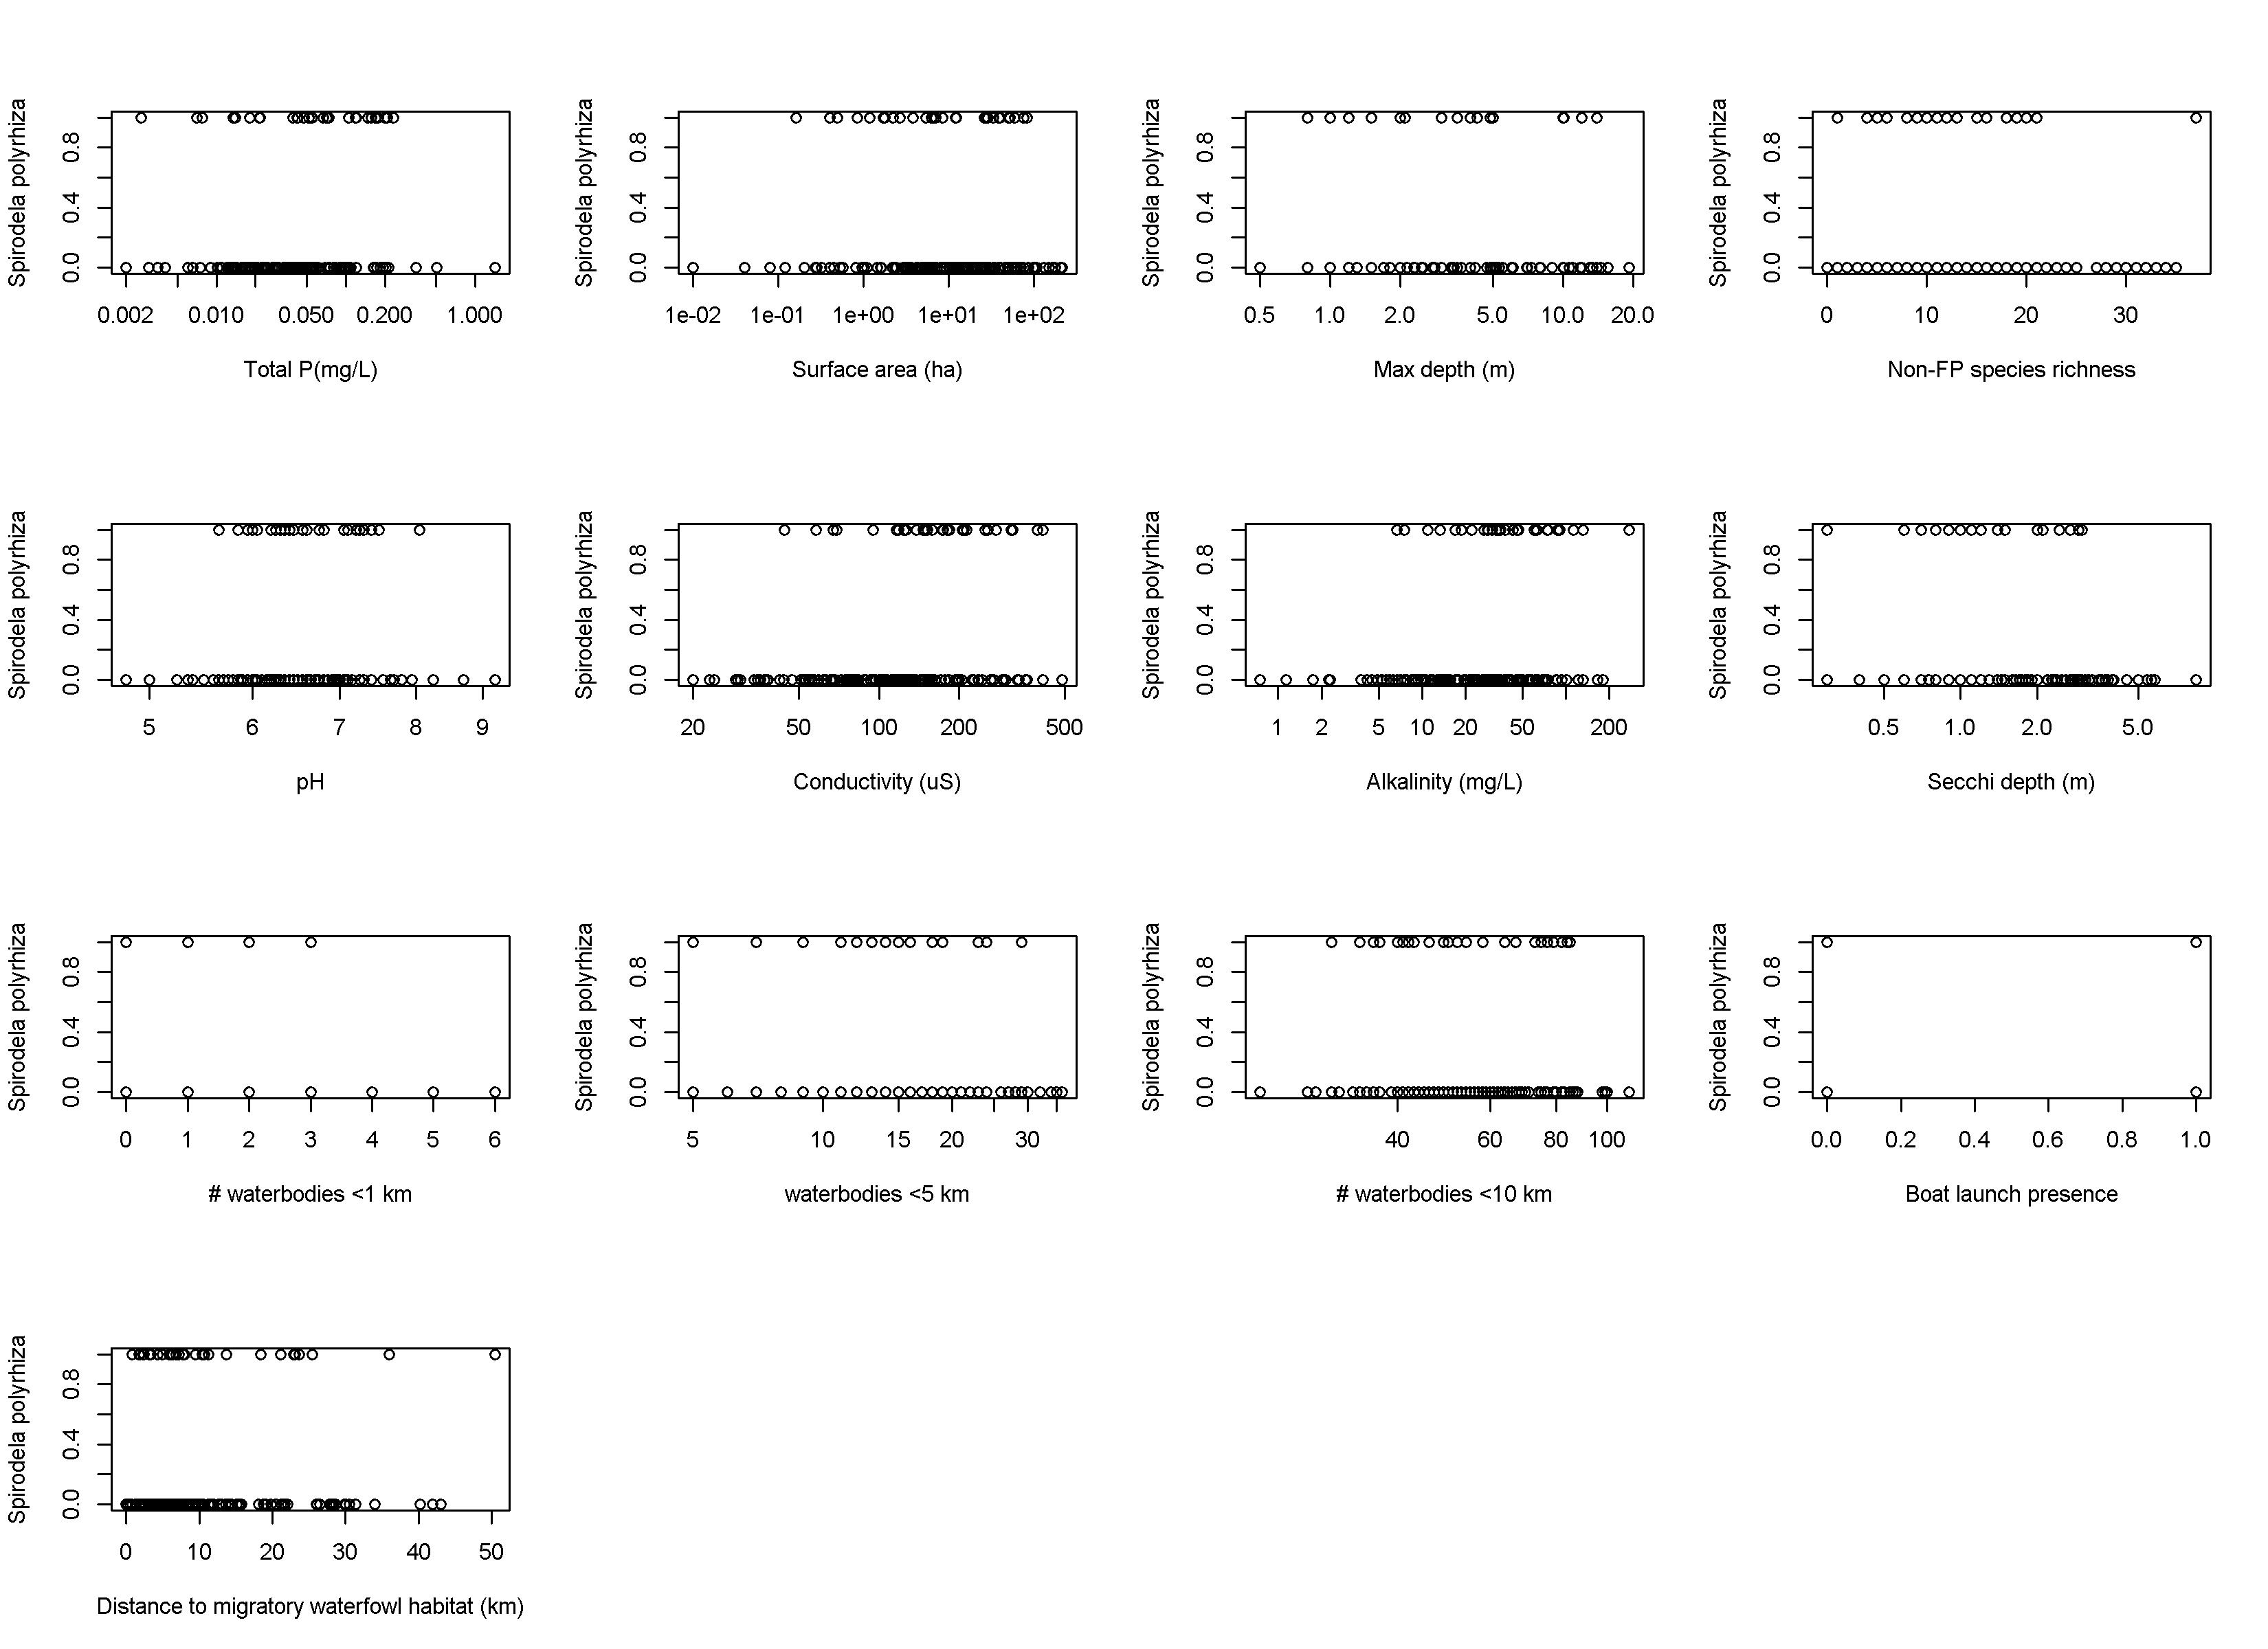 Spirodela polyrhiza
0.0 0.4 0.8
0.002 0.010 0.050 0.200 1.000
Total P(mg/L)
Spirodela polyrhiza
0.0 0.4 0.8
1e-02 1e-01 1e+00 1e+01 1e+02
Surface area (ha)
Spirodela polyrhiza
0.0 0.4 0.8
0.5 1.0 2.0 5.0 10.0 20.0
Max depth (m)
Spirodela polyrhiza
0.0 0.4 0.8
0 10 20 30
Non-FP species richness
Spirodela polyrhiza
0.0 0.4 0.8
5 6 7 8 9
pH
Spirodela polyrhiza
0.0 0.4 0.8
20 50 100 200 500
Conductivity (uS)
Spirodela polyrhiza
0.0 0.4 0.8
1 2 5 10 20 50 200
Alkalinity (mg/L)
Spirodela polyrhiza
0.0 0.4 0.8
0.5 1.0 2.0 5.0
Secchi depth (m)
Spirodela polyrhiza
0.0 0.4 0.8
0 1 2 3 4 5 6
# waterbodies <1 km
Spirodela polyrhiza
0.0 0.4 0.8
5 10 15 20 30
waterbodies <5 km
Spirodela polyrhiza
0.0 0.4 0.8
40 60 80 100
# waterbodies <10 km
Spirodela polyrhiza
0.0 0.4 0.8
0.0 0.2 0.4 0.6 0.8 1.0
Boat launch presence
Spirodela polyrhiza
0.0 0.4 0.8
0 10 20 30 40 50
Distance to migratory waterfowl habitat (km)